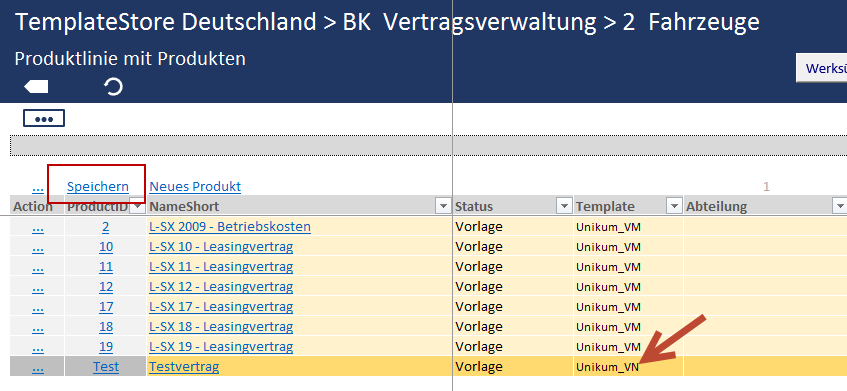 TemplateStore Deutschland > BK Vertragsverwaltung > 2 Fahrzeuge
Produktlinie mit Produkten
Werksü
... Speichern Neues Produkt 1
Action ProductID NameShort Status Template Abteilung
... 2 L-SX 2009 - Betriebskosten Vorlage Unikum_VM
... 10 L-SX 10 - Leasingvertrag Vorlage Unikum_VM
... 11 L-SX 11 - Leasingvertrag Vorlage Unikum_VM
... 12 L-SX 12 - Leasingvertrag Vorlage Unikum_VM
... 17 L-SX 17 - Leasingvertrag Vorlage Unikum_VM
... 18 L-SX 18 - Leasingvertrag Vorlage Unikum_VM
... 19 L-SX 19 - Leasingvertrag Vorlage Unikum_VM
... Test Testvertrag Vorlage Unikum_VN